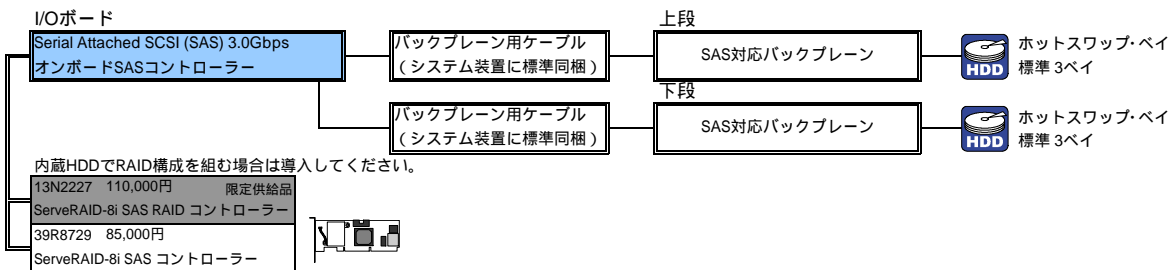 I/Oボード
上段
Serial Attached SCSI (SAS) 3.0Gbps
オンボードSASコントローラー
バックプレーン用ケーブル
(システム装置に標準同梱)
SAS対応バックプレーン
HDD
ホットスワップ・ベイ
標準 3ベイ
下段
バックプレーン用ケーブル
(システム装置に標準同梱)
SAS対応バックプレーン
HDD
ホットスワップ・ベイ
標準 3ベイ
内蔵HDDでRAID構成を組む場合は導入してください。
13N2227 110,000円 限定供給品
ServeRAID-8i SAS RAID コントローラー
39R8729 85,000円
ServeRAID-8i SAS コントローラー